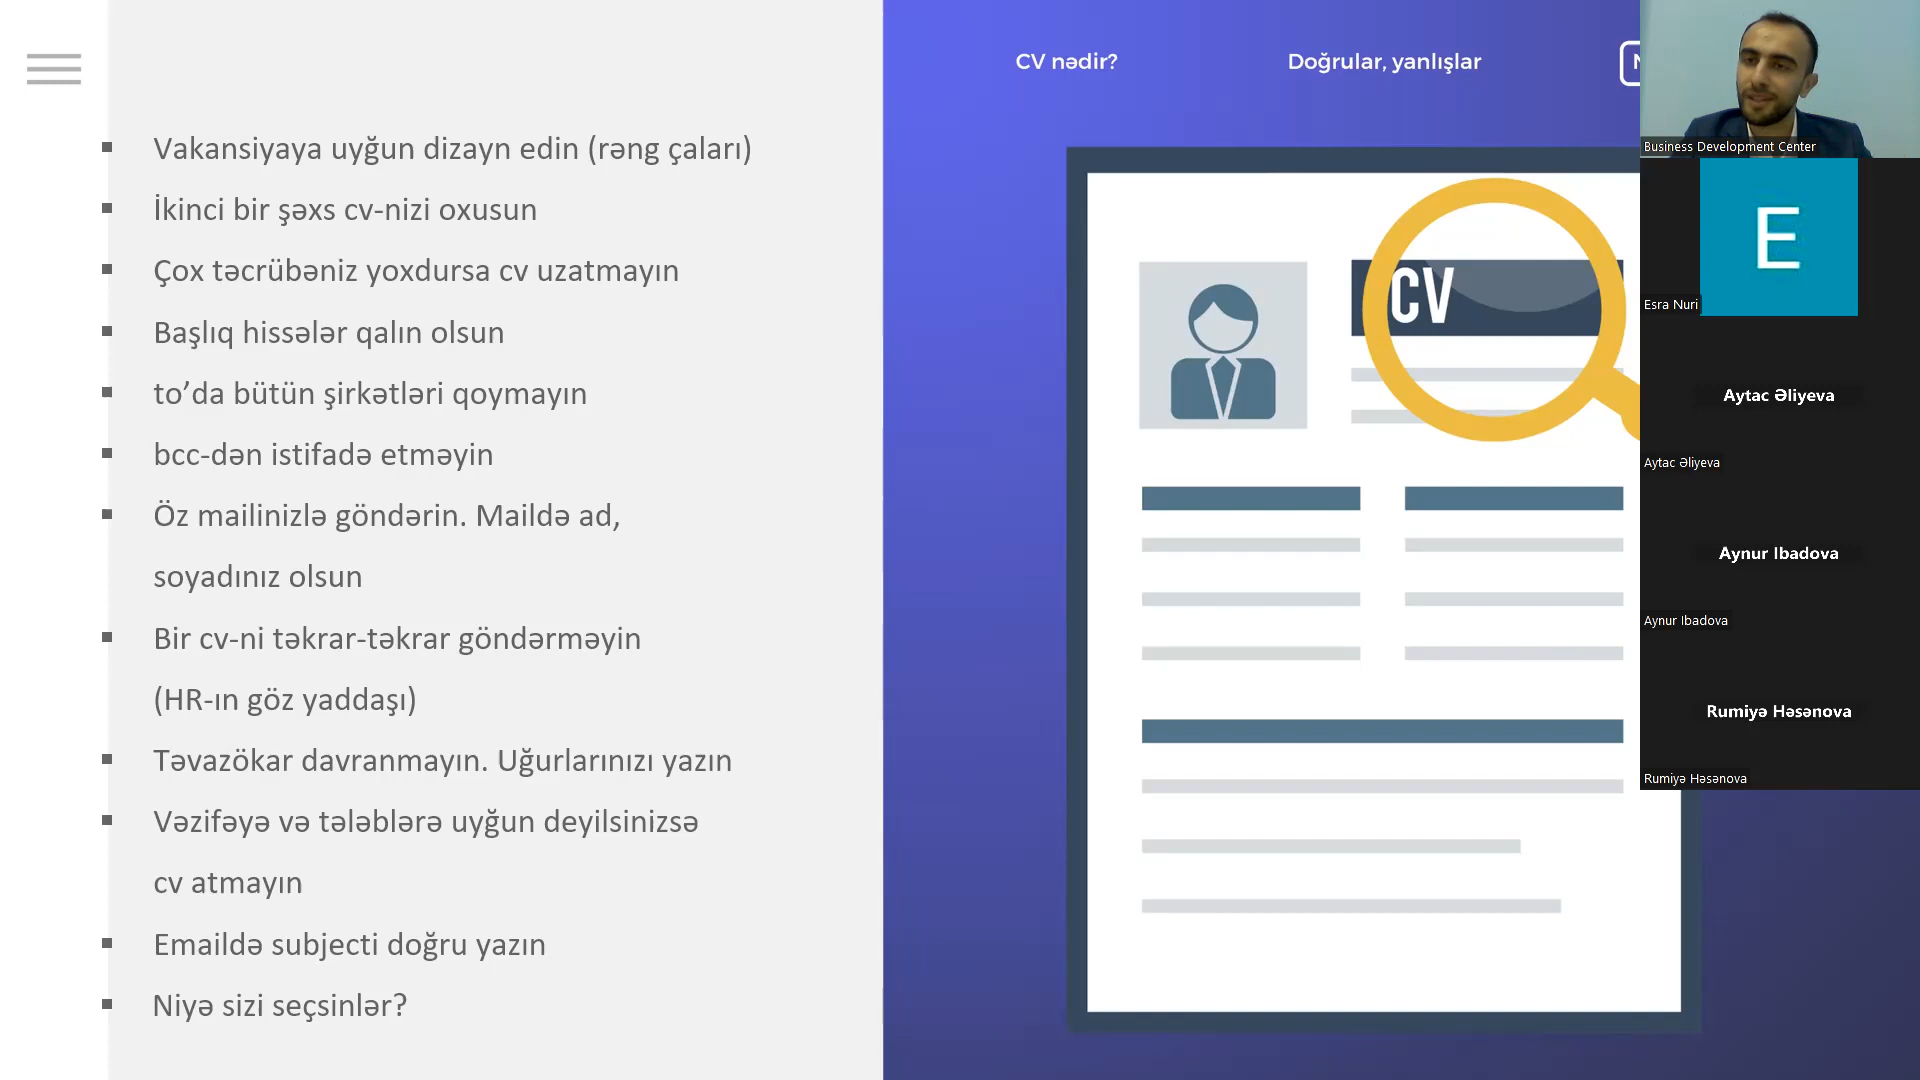 Vakansiyaya uyğun dizayn edin (rəng çaları)
İkinci bir şəxs cv-nizi oxusun
Çox təcrübəniz yoxdursa cv uzatmayın
Başlıq hissələr qalın olsun
to’da bütün şirkətləri qoymayın
bcc-dən istifadə etməyin
Öz mailinizlə göndərin. Maildə ad,
soyadınız olsun
Bir cv-ni təkrar-təkrar göndərməyin
(HR-ın göz yaddaşı)
Təvazökar davranmayın. Uğurlarınızı yazın
Vəzifəyə və tələblərə uyğun deyilsinizsə
cv atmayın
Emaildə subjecti doğru yazın
Niyə sizi seçsinlər?
CV nədir?
Doğrular, yanlışlar
CV
Business Development Center
E
Esra Nuri
Aytac Əliyeva
Aytac Əliyeva
Aynur Ibadova
Aynur Ibadova
Rumiyə Həsənova
Rumiyə Həsənova